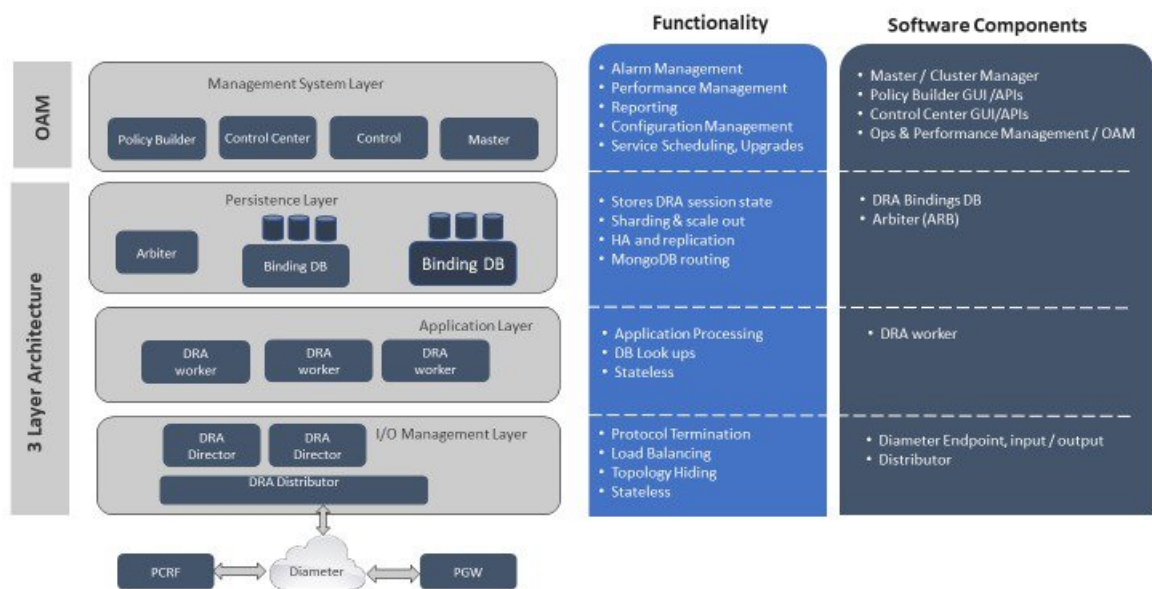 Functionality
Software Components
OAM
Management System Layer
Policy Builder
Control Center
Control
Master
• Alarm Management
• Performance Management
• Reporting
• Configuration Management
• Service Scheduling, Upgrades
• Master / Cluster Manager
• Policy Builder GUI /APIs
• Control Center GUI/APIs
• Ops & Performance Management / OAM
3 Layer Architecture
Persistence Layer
Arbiter
Binding DB
Binding DB
• Stores DRA session state
• Sharding & scale out
• HA and replication
• MongoDB routing
• DRA Bindings DB
• Arbiter (ARB)
Application Layer
DRA
worker
DRA
worker
DRA
worker
• Application Processing
• DB Look ups
• Stateless
• DRA worker
I/O Management Layer
DRA
Director
DRA
Director
DRA Distributor
• Protocol Termination
• Load Balancing
• Topology Hiding
• Stateless
• Diameter Endpoint, input / output
• Distributor
PCRF
Diameter
PGW